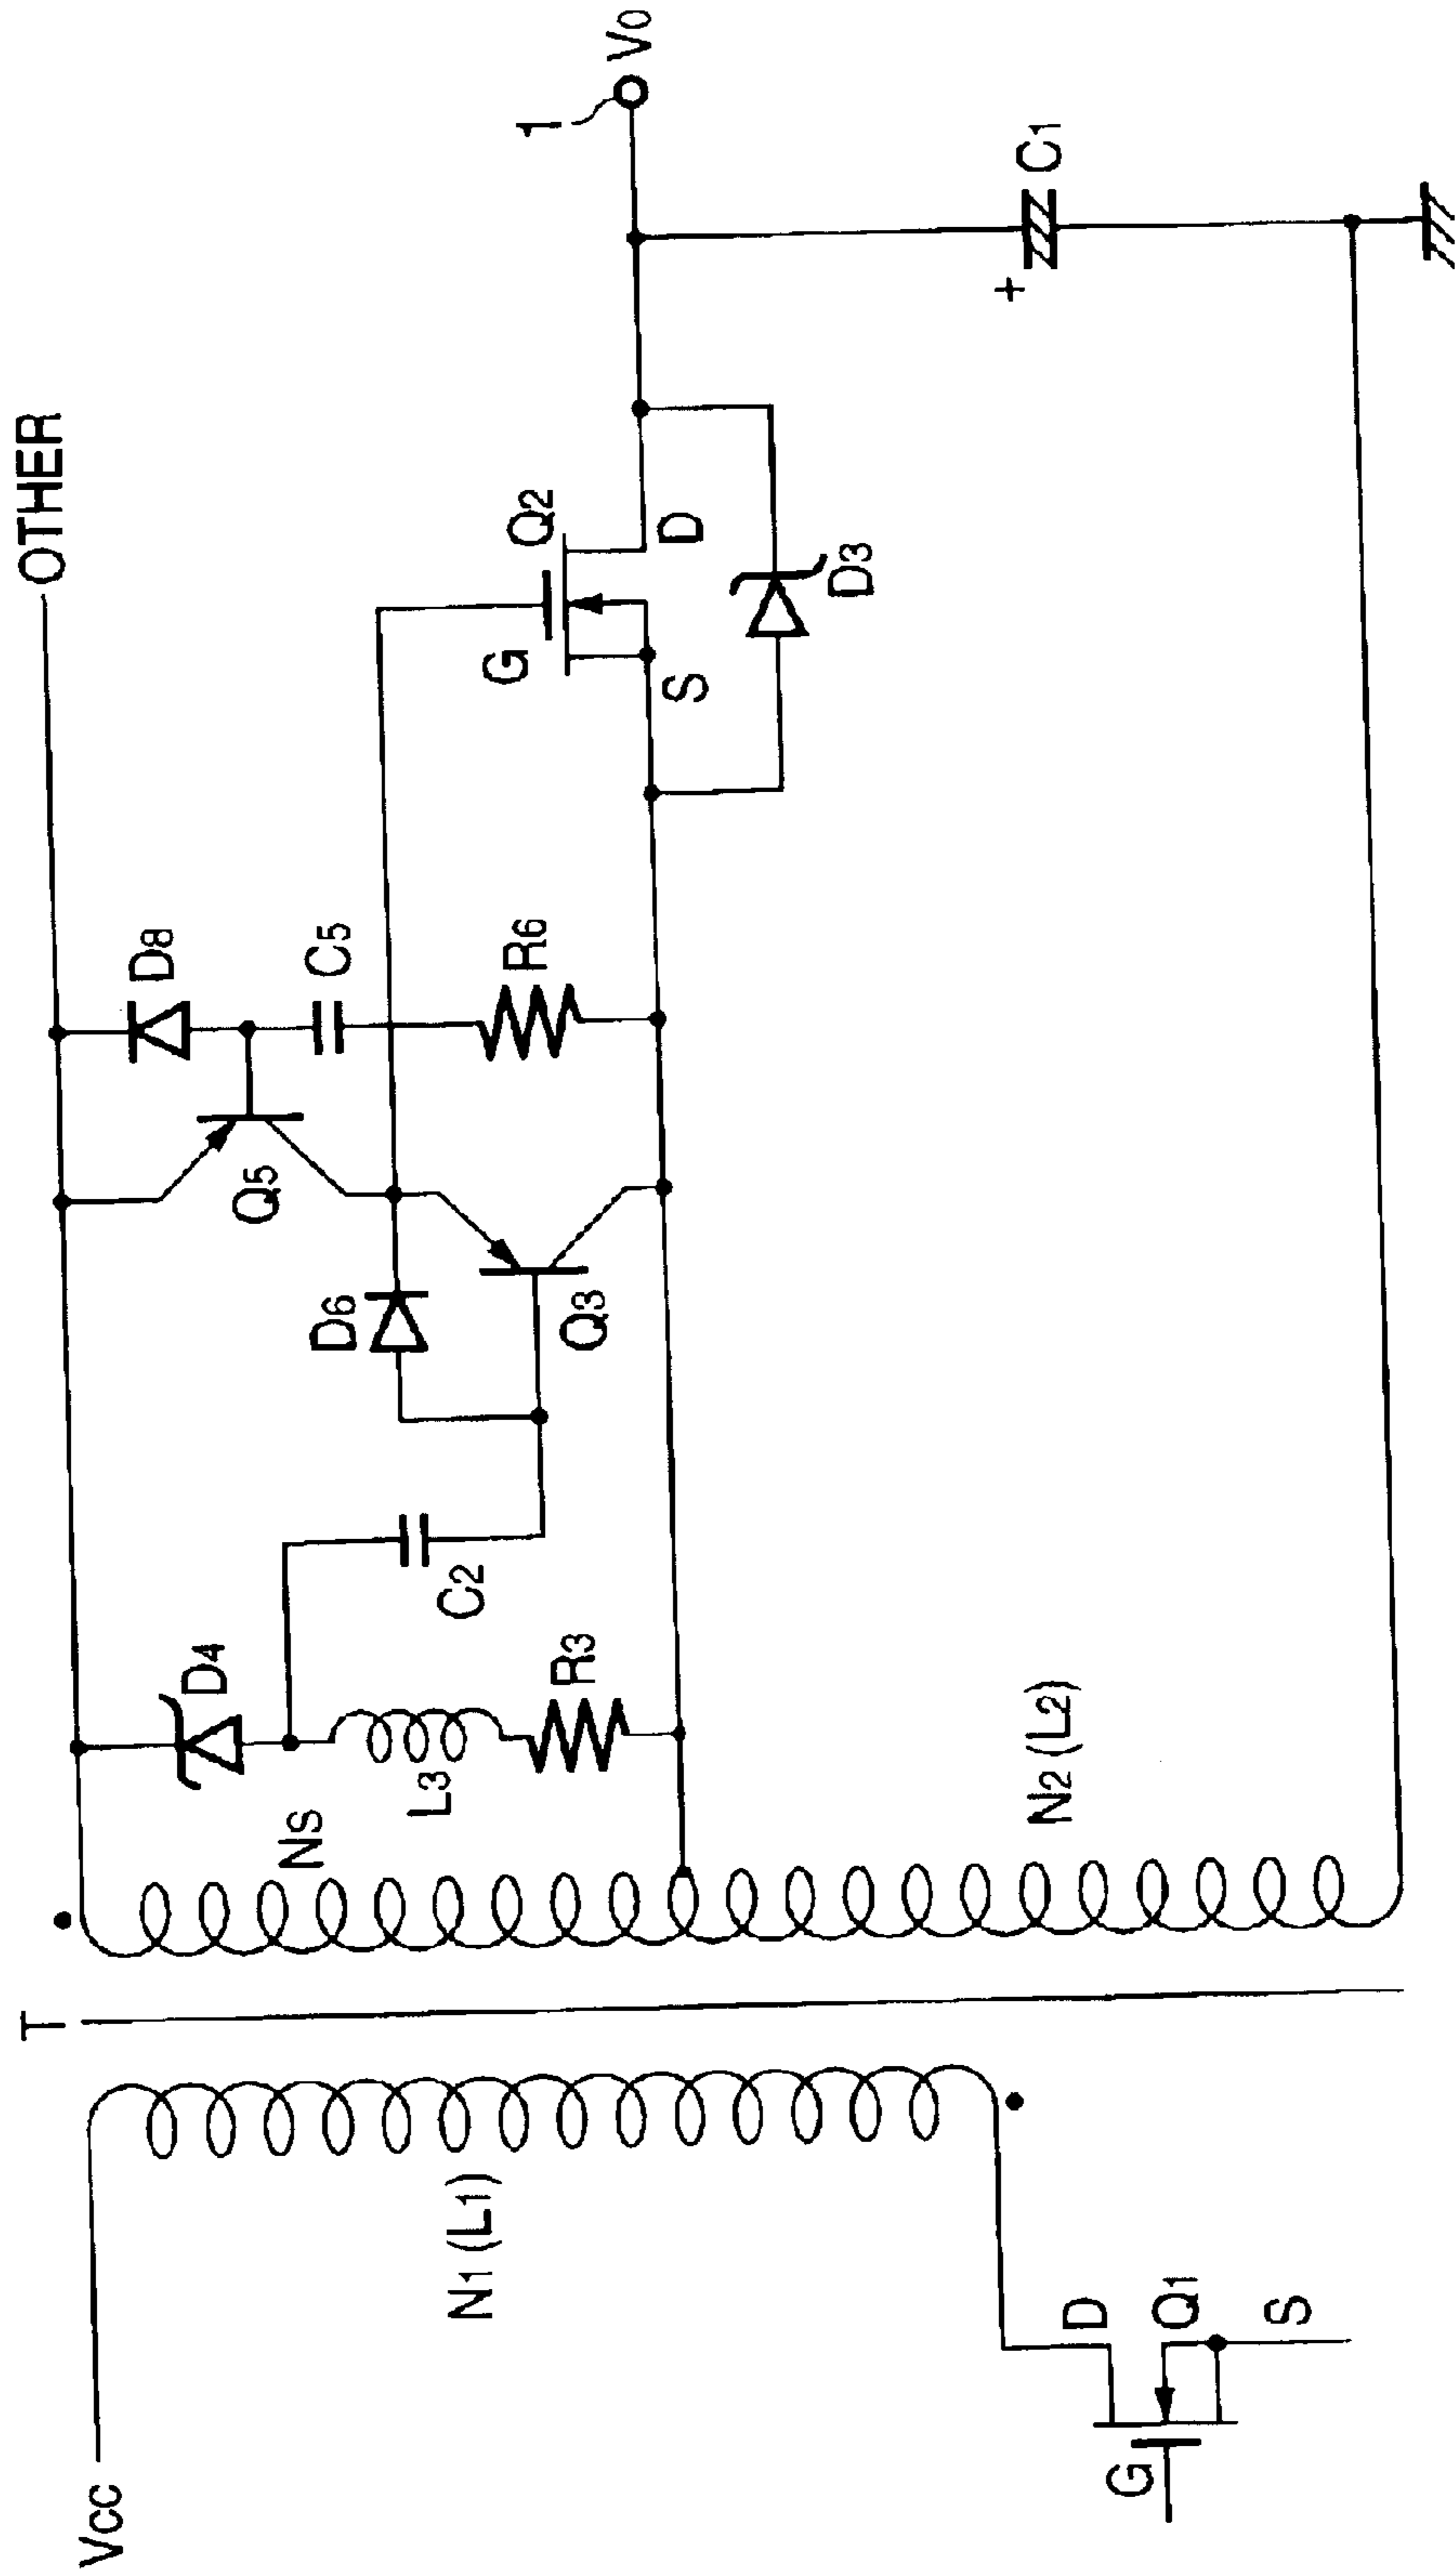 Vcc
N1 (L1)
G
D
Q1
S
T
NS
D4
L3
R3
C2
N2 (L2)
D6
Q3
Q5
D8
C5
R6
OTHER
G
Q2
S
D
D3
1
Vo
+
C1